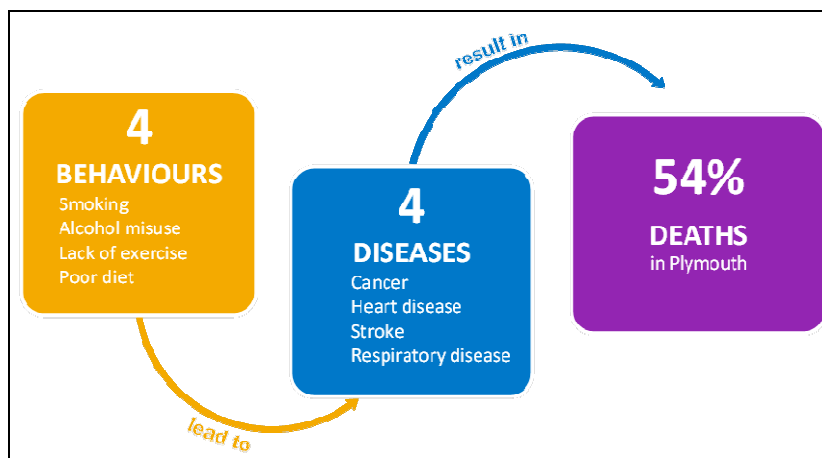 4
BEHAVIOURS
Smoking
Alcohol misuse
Lack of exercise
Poor diet
lead to
4
DISEASES
Cancer
Heart disease
Stroke
Respiratory disease
result in
54%
DEATHS
in Plymouth